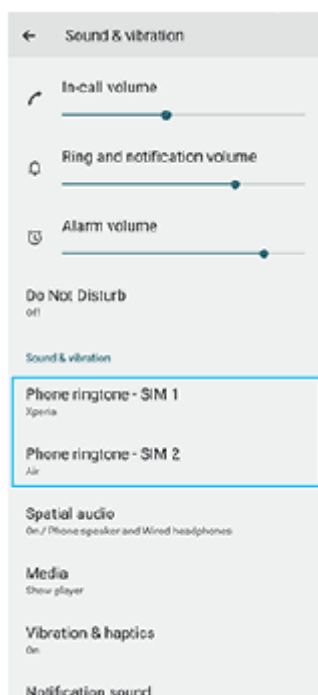 Sound & vibration
In-call volume
Ring and notification volume
Alarm volume
Do Not Disturb
Off
Sound & vibration
Phone ringtone - SIM 1
Xperia
Phone ringtone - SIM 2
Air
Spatial audio
On / Phone speaker and Wired headphones
Media
Show player
Vibration & haptics
On
Notification sound